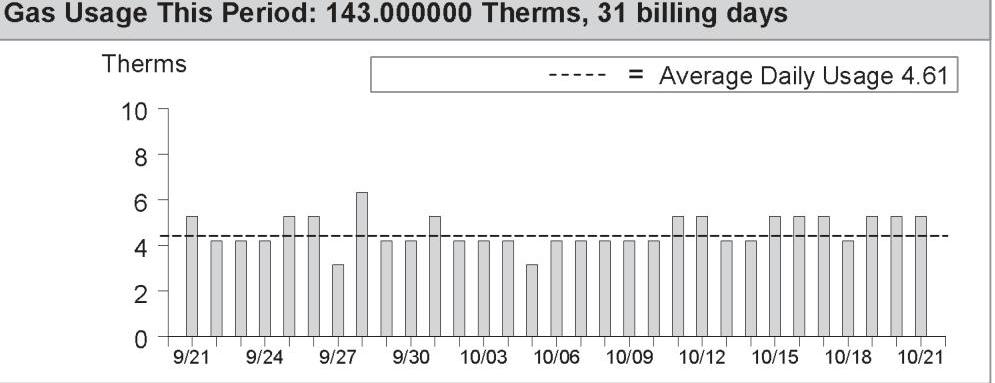 Gas Usage This Period: 143.000000 Therms, 31 billing days
Therms
----- = Average Daily Usage 4.61
10
8
6
4
2
0
9/21 9/24 9/27 9/30 10/03 10/06 10/09 10/12 10/15 10/18 10/21